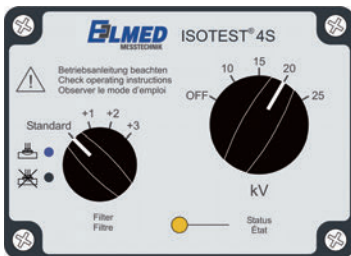 ELMED ISOTEST® 4S
MESSTECHNIK
Betriebsanleitung beachten
Check operating instructions
Observer le mode d'emploi
OFF 10 15 20 25
kV
Standard +1 +2 +3
Filter
Filtre
Status
État